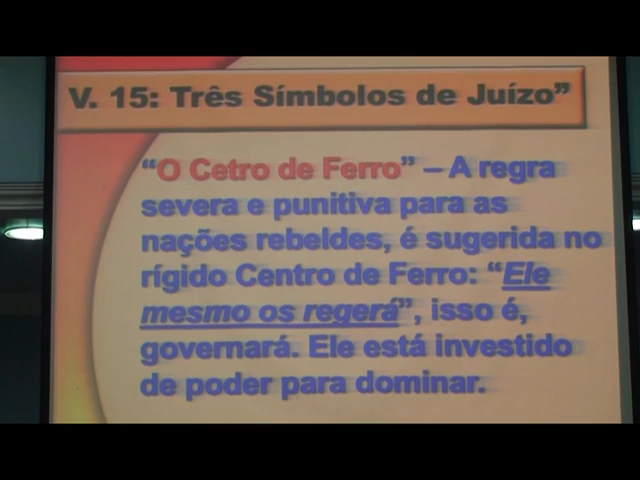 V. 15: Três Símbolos de Juízo”
“O Cetro de Ferro” – A regra
severa e punitiva para as
nações rebeldes, é sugerida no
rígido Centro de Ferro: “Ele
mesmo os regerá”, isso é,
governará. Ele está investido
de poder para dominar.